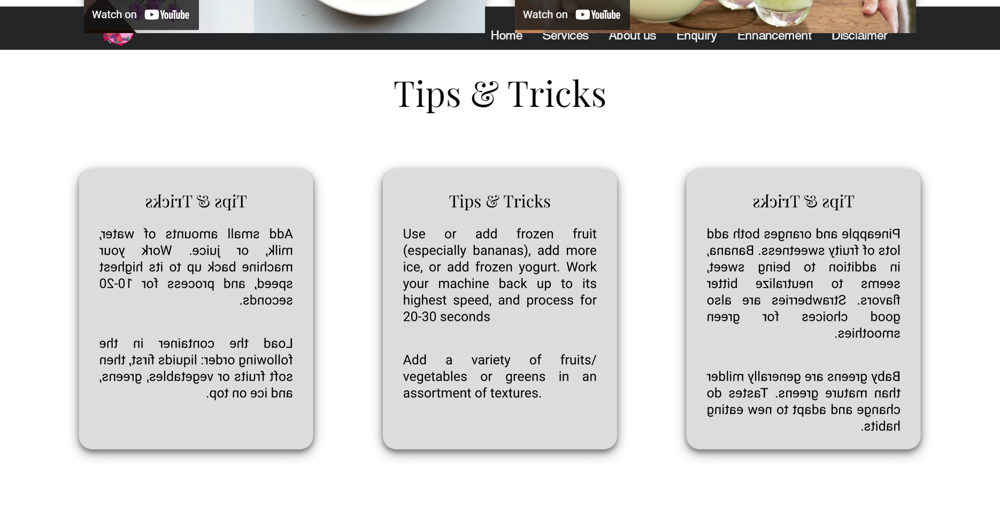 Watch on YouTube
Watch on YouTube
Home Services About us Enquiry Enhancement Disclaimer
Tips & Tricks
Tips & Tricks
Add small amounts of water,
milk, or juice. Work your
machine back up to its highest
speed, and process for 10-20
seconds.
Load the container in the
following order: liquids first, then
soft fruits or vegetables, greens,
and ice on top.
Tips & Tricks
Use or add frozen fruit
(especially bananas), add more
ice, or add frozen yogurt. Work
your machine back up to its
highest speed, and process for
20-30 seconds
Add a variety of fruits/
vegetables or greens in an
assortment of textures.
Tips & Tricks
Pineapple and oranges both add
lots of fruity sweetness. Banana,
in addition to being sweet,
seems to neutralize bitter
flavors. Strawberries are also
good choices for green
smoothies.
Baby greens are generally milder
than mature greens. Tastes do
change and adapt to new eating
habits.